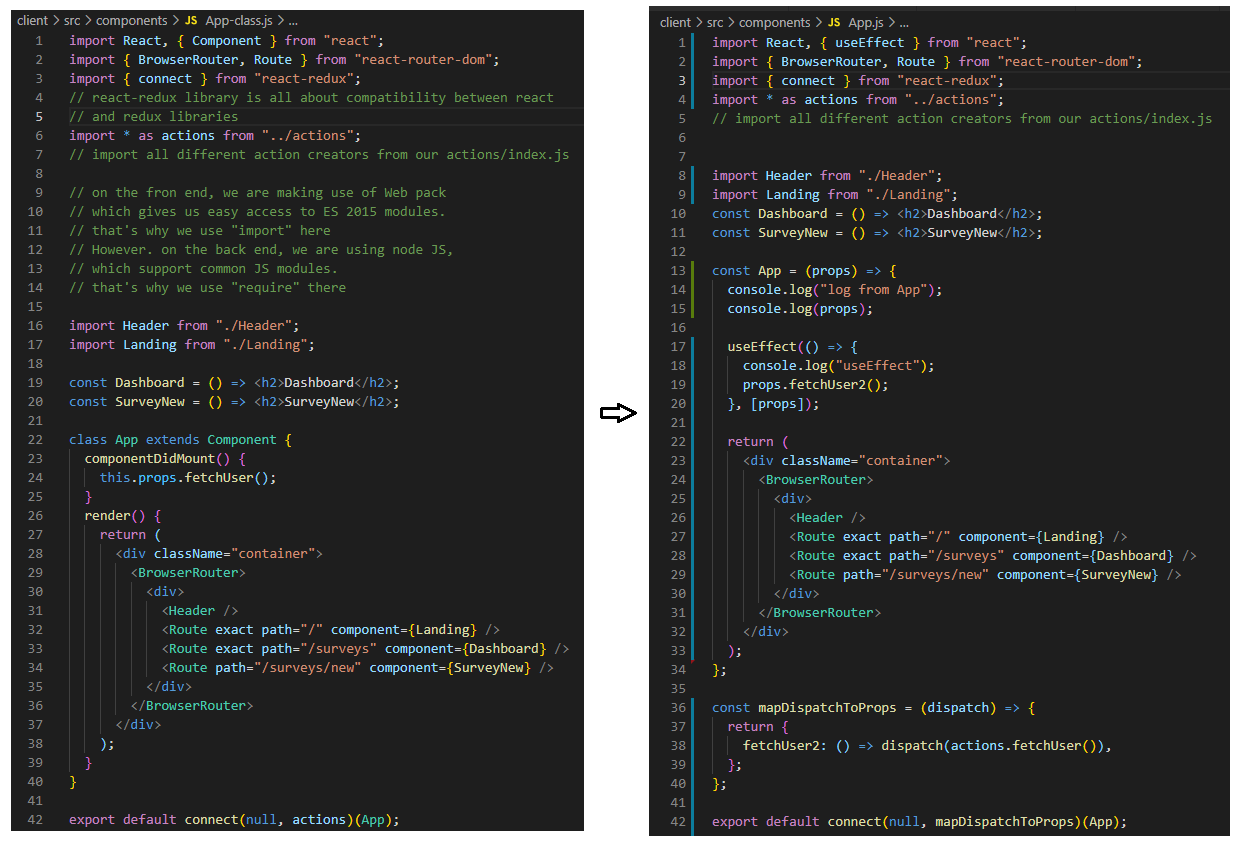 client > src > components > JS App-class.js > ...
1 import React, { Component } from "react";
2 import { BrowserRouter, Route } from "react-router-dom";
3 import { connect } from "react-redux";
4 // react-redux library is all about compatibility between react
5 // and redux libraries
6 import * as actions from "../actions";
7 // import all different action creators from our actions/index.js
8
9 // on the fron end, we are making use of Web pack
10 // which gives us easy access to ES 2015 modules.
11 // that's why we use "import" here
12 // However. on the back end, we are using node JS,
13 // which support common JS modules.
14 // that's why we use "require" there
15
16 import Header from "./Header";
17 import Landing from "./Landing";
18
19 const Dashboard = () => <h2>Dashboard</h2>;
20 const SurveyNew = () => <h2>SurveyNew</h2>;
21
22 class App extends Component {
23   componentDidMount() {
24     this.props.fetchUser();
25   }
26   render() {
27     return (
28       <div className="container">
29         <BrowserRouter>
30           <div>
31             <Header />
32             <Route exact path="/" component={Landing} />
33             <Route exact path="/surveys" component={Dashboard} />
34             <Route path="/surveys/new" component={SurveyNew} />
35           </div>
36         </BrowserRouter>
37       </div>
38     );
39   }
40 }
41
42 export default connect(null, actions)(App);
client > src > components > JS App.js > ...
1 import React, { useEffect } from "react";
2 import { BrowserRouter, Route } from "react-router-dom";
3 import { connect } from "react-redux";
4 import * as actions from "../actions";
5 // import all different action creators from our actions/index.js
6
7
8 import Header from "./Header";
9 import Landing from "./Landing";
10 const Dashboard = () => <h2>Dashboard</h2>;
11 const SurveyNew = () => <h2>SurveyNew</h2>;
12
13 const App = (props) => {
14   console.log("log from App");
15   console.log(props);
16
17   useEffect(() => {
18     console.log("useEffect");
19     props.fetchUser2();
20   }, [props]);
21
22   return (
23     <div className="container">
24       <BrowserRouter>
25         <div>
26           <Header />
27           <Route exact path="/" component={Landing} />
28           <Route exact path="/surveys" component={Dashboard} />
29           <Route path="/surveys/new" component={SurveyNew} />
30         </div>
31       </BrowserRouter>
32     </div>
33   );
34 };
35
36 const mapDispatchToProps = (dispatch) => {
37   return {
38     fetchUser2: () => dispatch(actions.fetchUser()),
39   };
40 };
41
42 export default connect(null, mapDispatchToProps)(App);